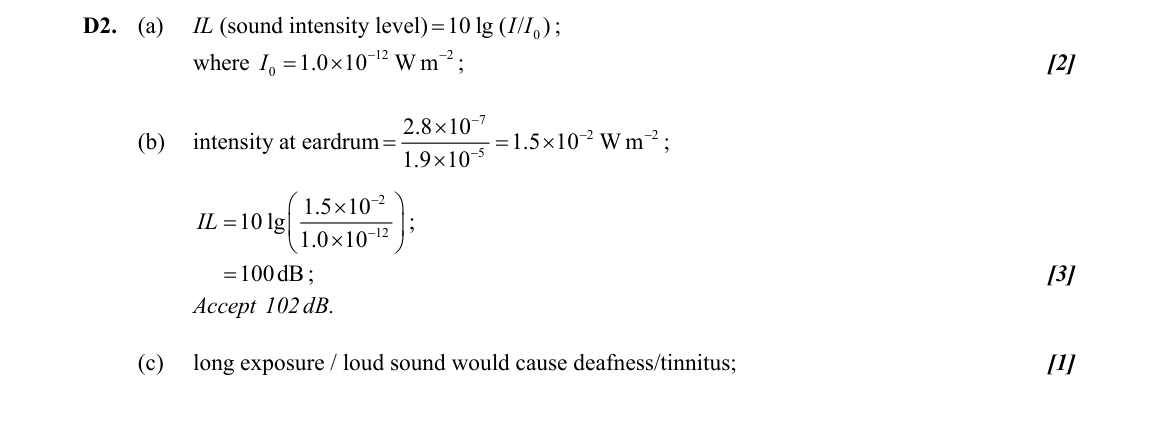 D2. (a) IL (sound intensity level) = 10 lg (I/I₀) ;
where I₀ = 1.0×10⁻¹² W m⁻² ; [2]
(b) intensity at eardrum = 2.8×10⁻⁷ / 1.9×10⁻⁵ = 1.5×10⁻² W m⁻² ;
IL = 10 lg (1.5×10⁻² / 1.0×10⁻¹²) ;
= 100 dB ; [3]
Accept 102 dB.
(c) long exposure / loud sound would cause deafness/tinnitus; [1]